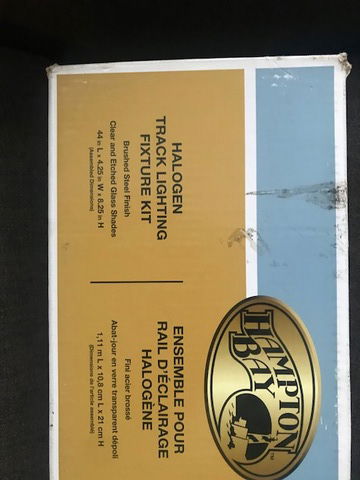 HAMPTON
BAY
TM
HALOGEN
TRACK LIGHTING
FIXTURE KIT
Brushed Steel Finish
Clear and Etched Glass Shades
44 in L x 4.25 in W x 8.25 in H
(Assembled Dimensions)
ENSEMBLE POUR
RAIL D'ÉCLAIRAGE
HALOGÈNE
Fini acier brossé
Abat-jour en verre transparent dépoli
1,11 m L x 10,8 cm L x 21 cm H
(Dimensions de l'article assemblé)